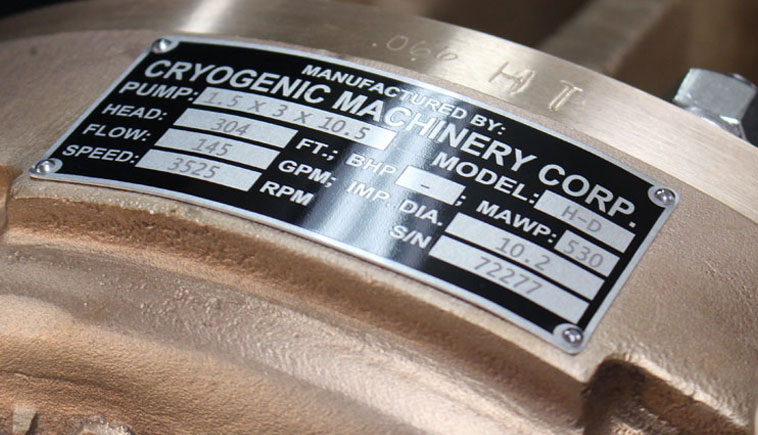 .066 HT
MANUFACTURED BY:
CRYOGENIC MACHINERY CORP.
PUMP: 1.5 X 3 X 10.5 MODEL: H-D
HEAD: 304 FT.; BHP - ; MAWP: 530
FLOW: 145 GPM; IMP. DIA. 10.2
SPEED: 3525 RPM S/N 72277